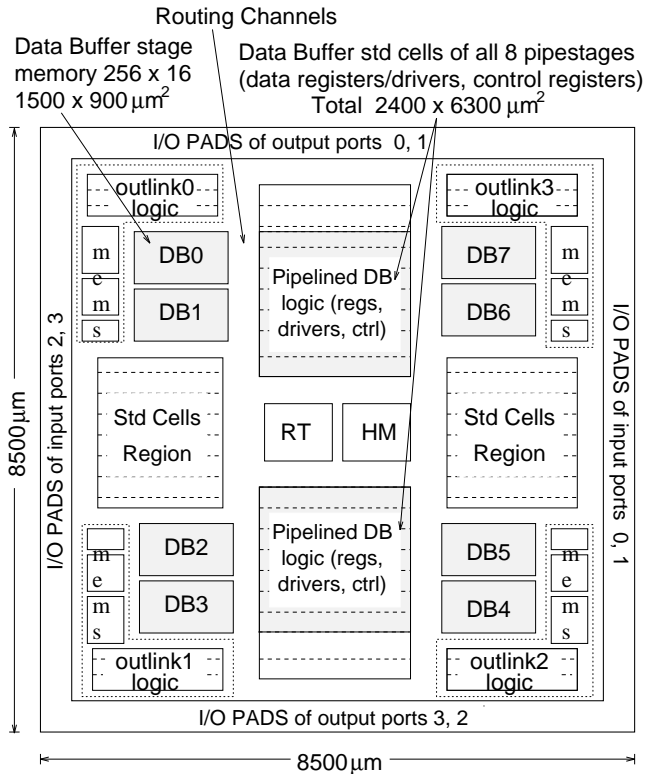 Routing Channels
Data Buffer stage
memory 256 x 16
1500 x 900 μm²
Data Buffer std cells of all 8 pipestages
(data registers/drivers, control registers)
Total 2400 x 6300 μm²
I/O PADS of output ports 0, 1
outlink0
logic
outlink3
logic
m
e
m
s
DB0
DB1
Pipelined DB
logic (regs,
drivers, ctrl)
DB7
DB6
m
e
m
s
I/O PADS of input ports 2, 3
8500μm
Std Cells
Region
RT
HM
Std Cells
Region
I/O PADS of input ports 0, 1
m
e
m
s
DB2
DB3
Pipelined DB
logic (regs,
drivers, ctrl)
DB5
DB4
m
e
m
s
outlink1
logic
outlink2
logic
I/O PADS of output ports 3, 2
8500μm